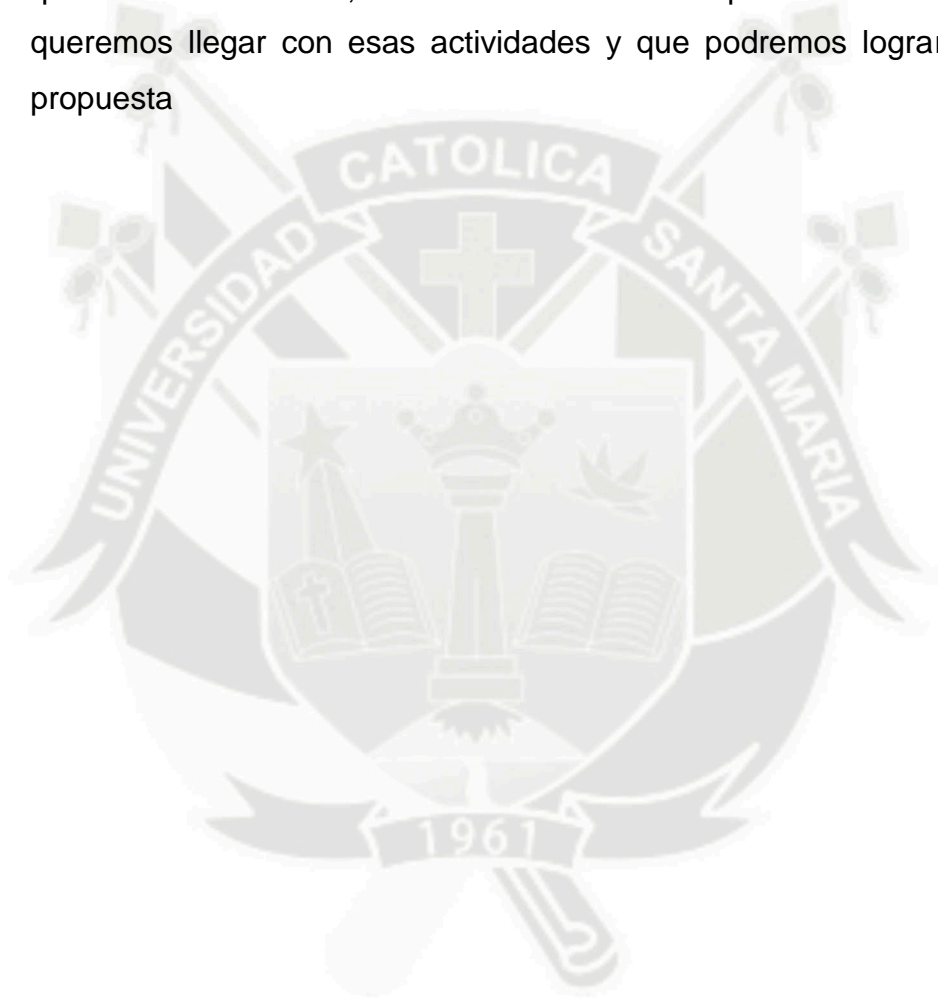 queremos llegar con esas actividades y que podremos lograr
propuesta
UNIVERSIDAD CATOLICA SANTA MARIA
1961